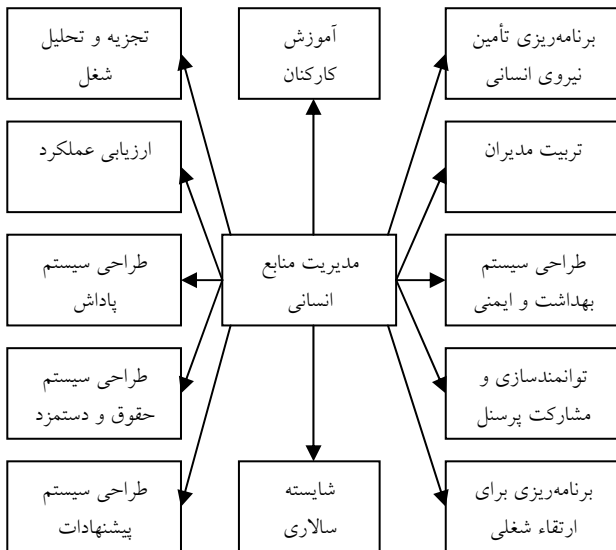 برنامه‌ریزی تأمین
نیروی انسانی
آموزش
کارکنان
تجزیه و تحلیل
شغل
تربیت مدیران
ارزیابی عملکرد
طراحی سیستم
بهداشت و ایمنی
مدیریت منابع
انسانی
طراحی سیستم
پاداش
توانمندسازی و
مشارکت پرسنل
طراحی سیستم
حقوق و دستمزد
برنامه‌ریزی برای
ارتقاء شغلی
شایسته
سالاری
طراحی سیستم
پیشنهادات